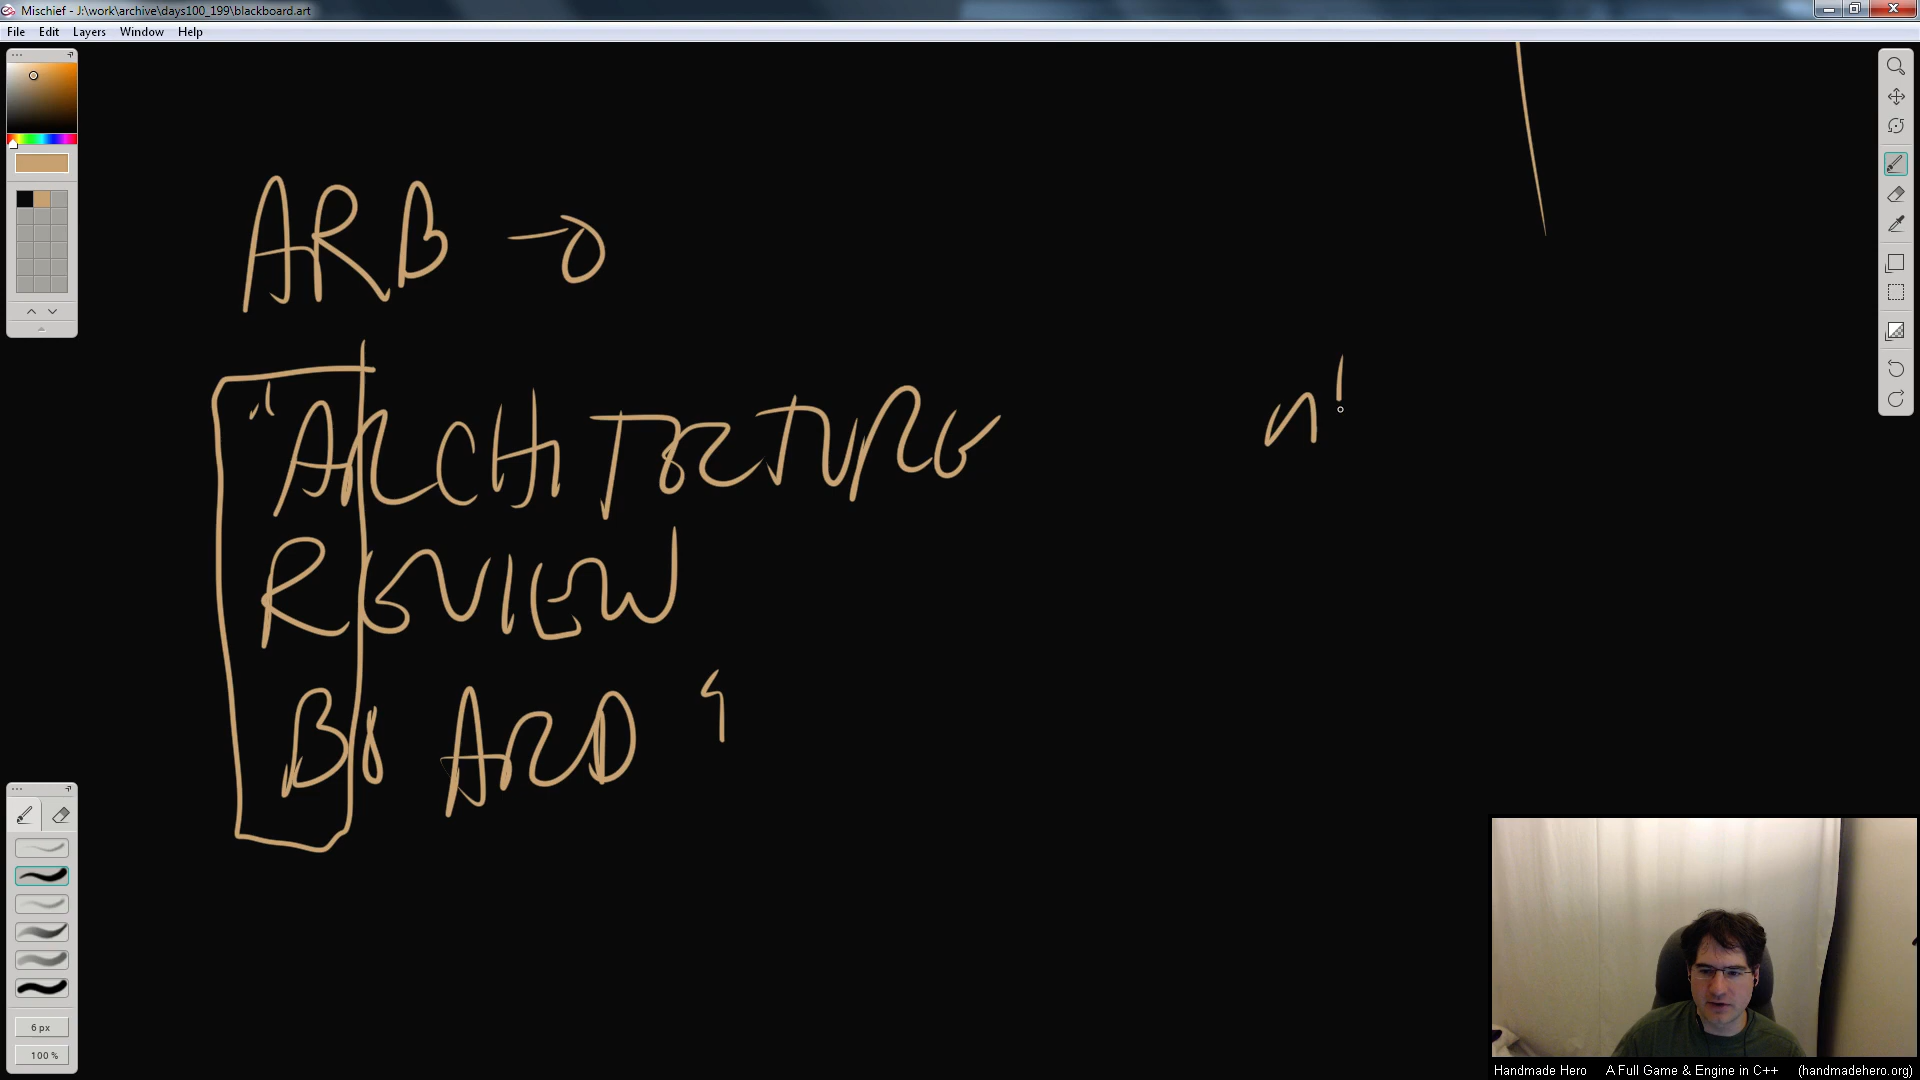 Mischief - J:\work\archive\days100_199\blackboard.art
File Edit Layers Window Help
ARB →
"ARCHITECTURE
REVIEW
BOARD "
n!
6 px
100 %
Handmade Hero A Full Game & Engine in C++ (handmadehero.org)